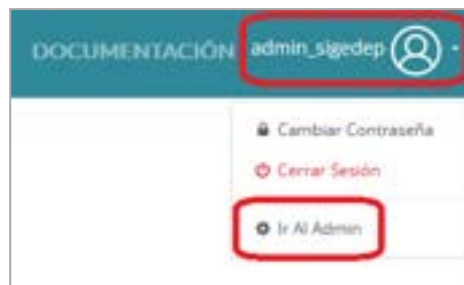 DOCUMENTACIÓN admin_sigedep
Cambiar Contraseña
Cerrar Sesión
Ir Al Admin